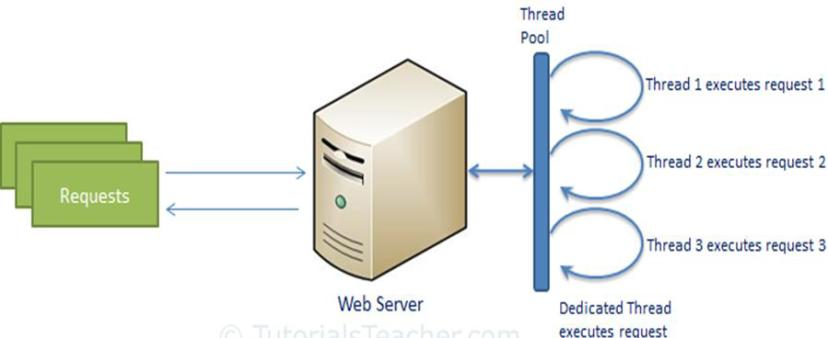 Thread
Pool
Thread 1 executes request 1
Thread 2 executes request 2
Requests
Thread 3 executes request 3
Web Server
Dedicated Thread
executes request
© TutorialsTeacher.com